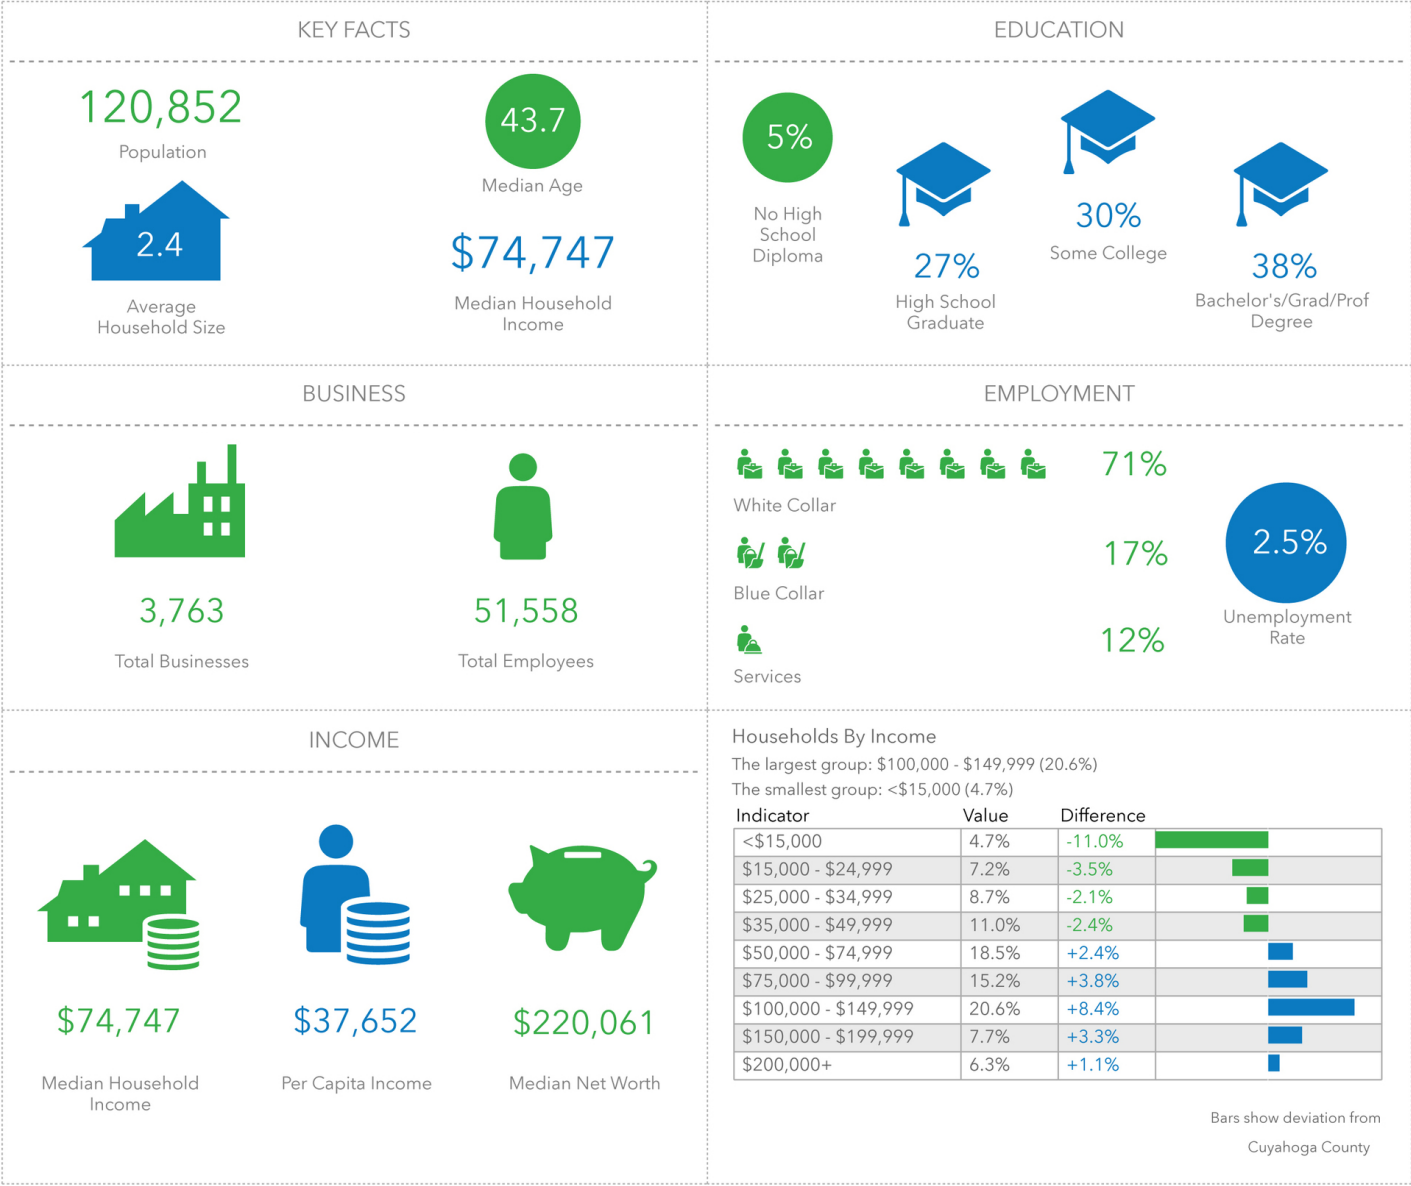 KEY FACTS
120,852
Population
43.7
Median Age
2.4
Average
Household Size
$74,747
Median Household
Income
EDUCATION
5%
No High
School
Diploma
27%
High School
Graduate
30%
Some College
38%
Bachelor's/Grad/Prof
Degree
BUSINESS
3,763
Total Businesses
51,558
Total Employees
EMPLOYMENT
71%
White Collar
17%
Blue Collar
12%
Services
2.5%
Unemployment
Rate
INCOME
$74,747
Median Household
Income
$37,652
Per Capita Income
$220,061
Median Net Worth
Households By Income
The largest group: $100,000 - $149,999 (20.6%)
The smallest group: <$15,000 (4.7%)
Indicator Value Difference
<$15,000 4.7% -11.0%
$15,000 - $24,999 7.2% -3.5%
$25,000 - $34,999 8.7% -2.1%
$35,000 - $49,999 11.0% -2.4%
$50,000 - $74,999 18.5% +2.4%
$75,000 - $99,999 15.2% +3.8%
$100,000 - $149,999 20.6% +8.4%
$150,000 - $199,999 7.7% +3.3%
$200,000+ 6.3% +1.1%
Bars show deviation from
Cuyahoga County